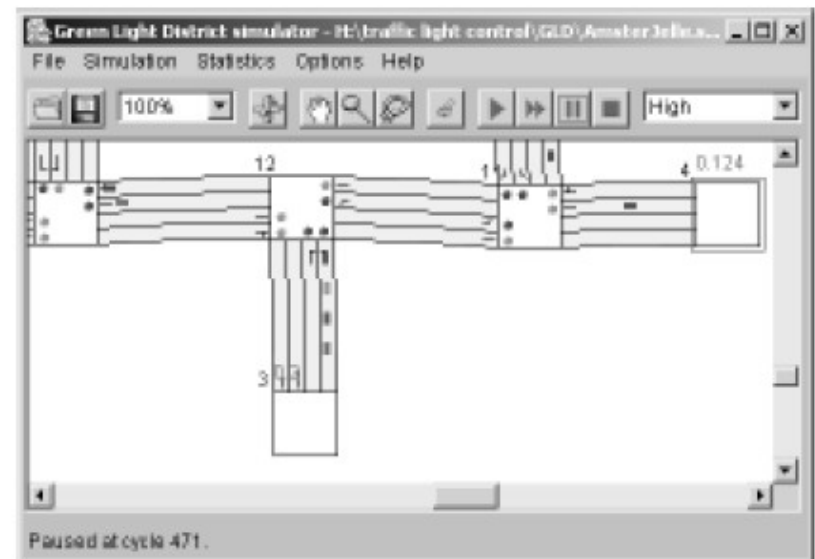 Green Light District simulator - H:\traffic light control\GLD\AmsterJelle.s...
File Simulation Statistics Options Help
100% High
12 4 0.124
3
Paused at cycle 471.